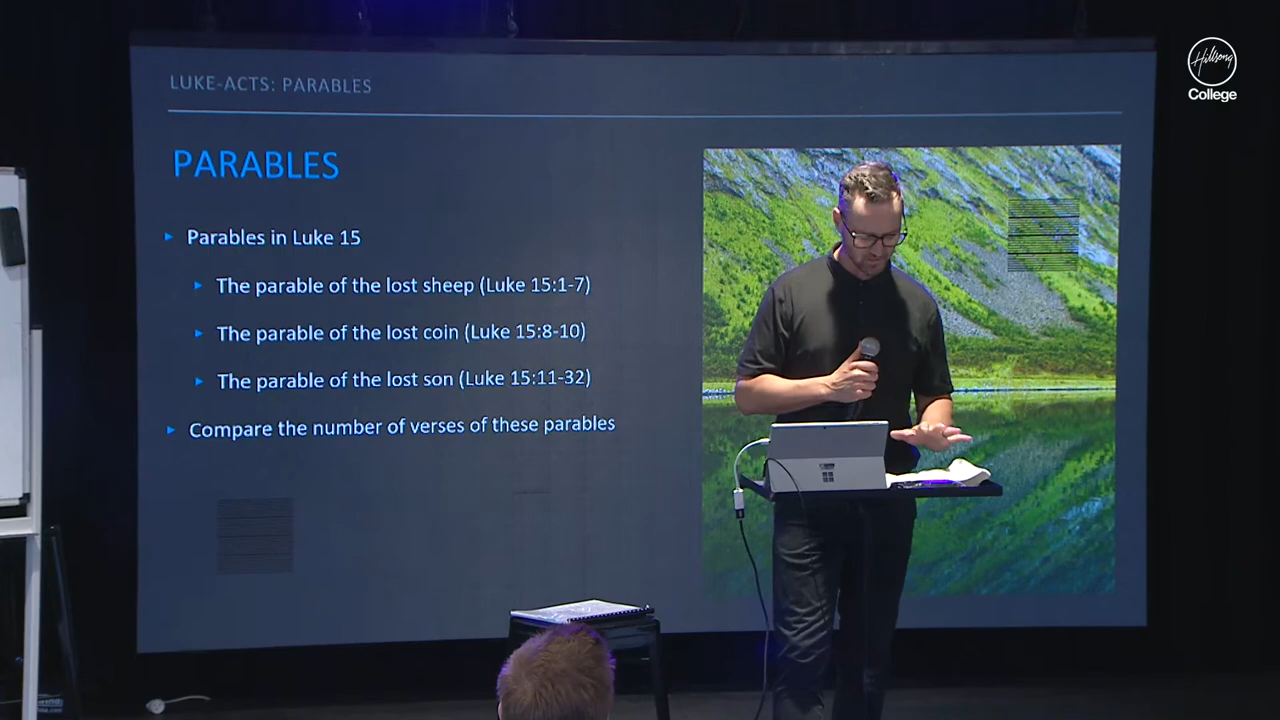 LUKE-ACTS: PARABLES
Hillsong
College
PARABLES
Parables in Luke 15
The parable of the lost sheep (Luke 15:1-7)
The parable of the lost coin (Luke 15:8-10)
The parable of the lost son (Luke 15:11-32)
Compare the number of verses of these parables